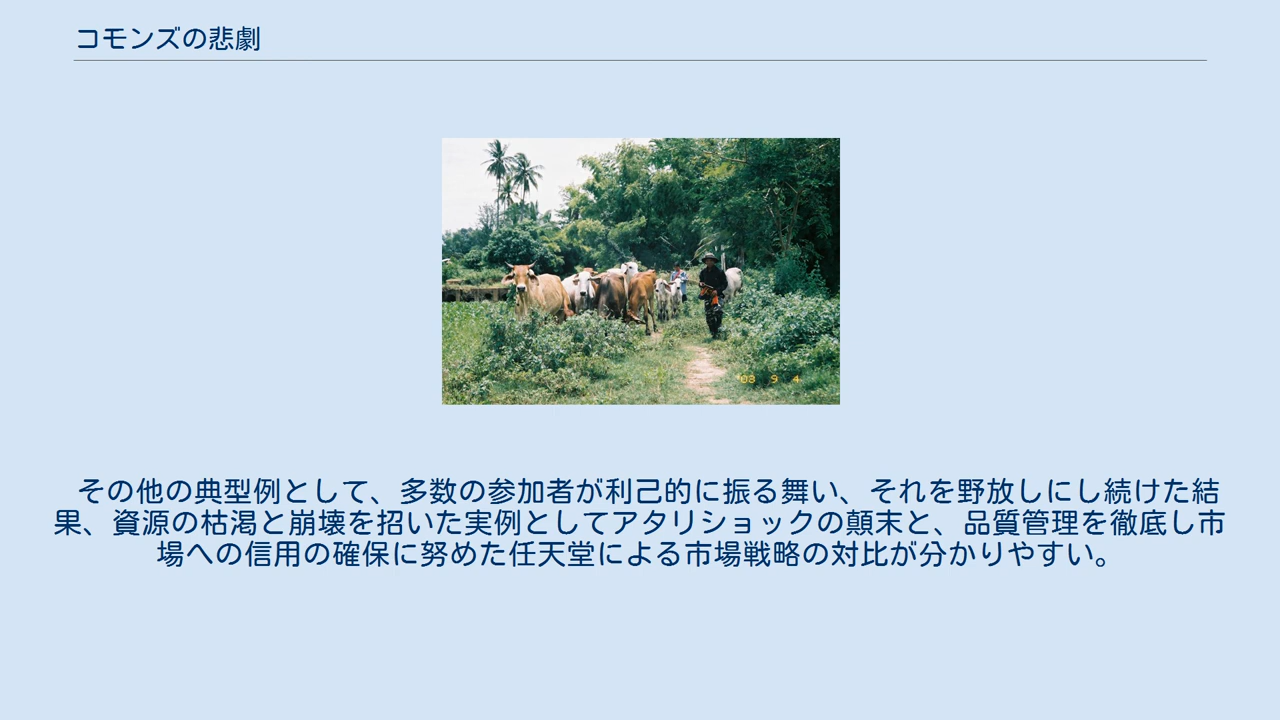 コモンズの悲劇
'03 9 4
その他の典型例として、多数の参加者が利己的に振る舞い、それを野放しにし続けた結
果、資源の枯渇と崩壊を招いた実例としてアタリショックの顛末と、品質管理を徹底し市
場への信用の確保に努めた任天堂による市場戦略の対比が分かりやすい。